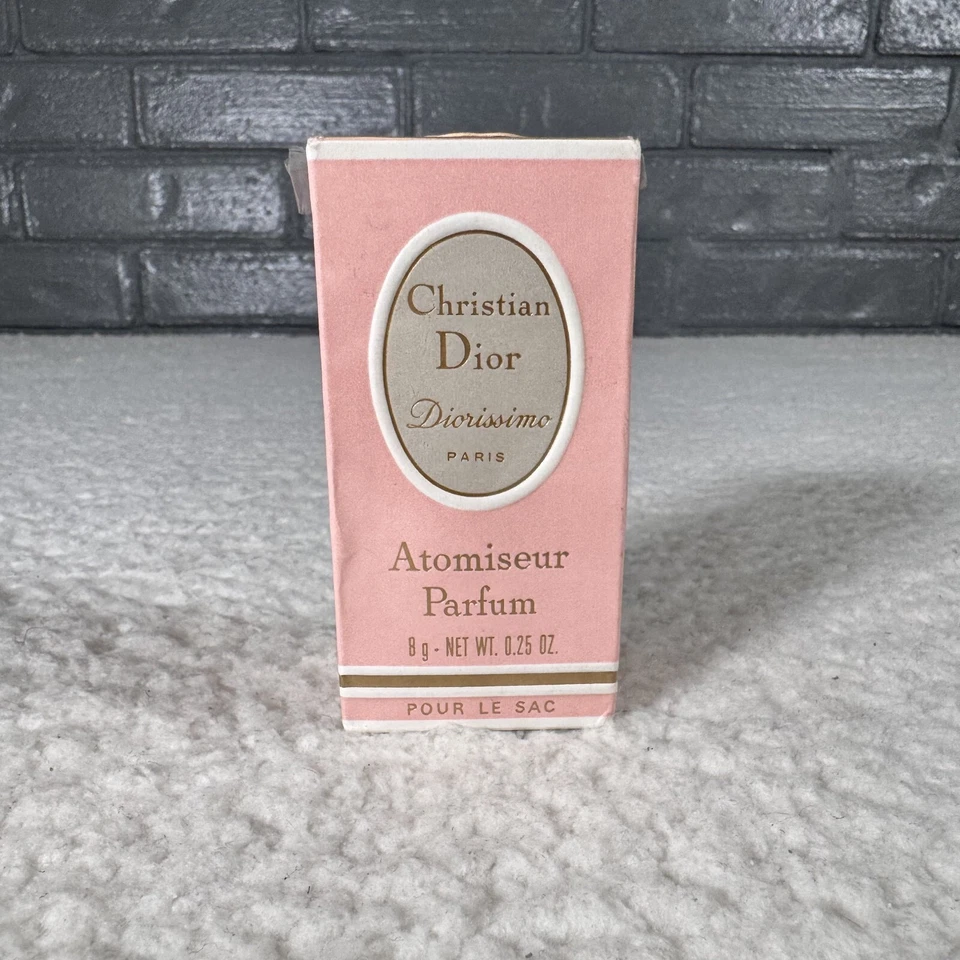 Christian
Dior
Diorissimo
PARIS
Atomiseur
Parfum
8 g - NET WT. 0.25 OZ.
POUR LE SAC